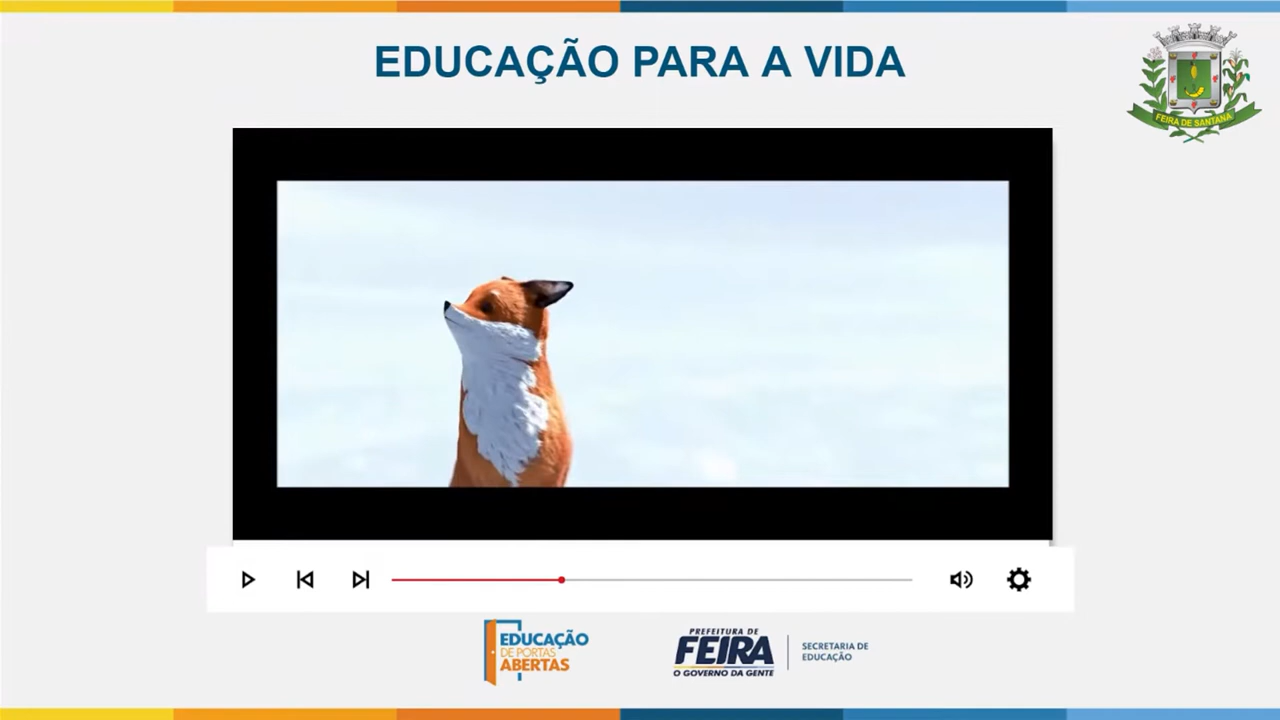 EDUCAÇÃO PARA A VIDA
FEIRA DE SANTANA
EDUCAÇÃO
DE PORTAS
ABERTAS
PREFEITURA DE
FEIRA
O GOVERNO DA GENTE
SECRETARIA DE
EDUCAÇÃO